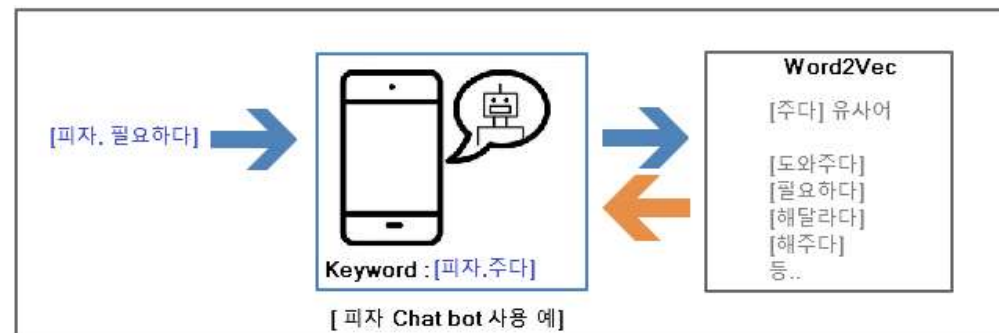 [피자, 필요하다]
Keyword : [피자,주다]
[ 피자 Chat bot 사용 예]
Word2Vec
[주다] 유사어
[도와주다]
[필요하다]
[해달라다]
[해주다]
등..